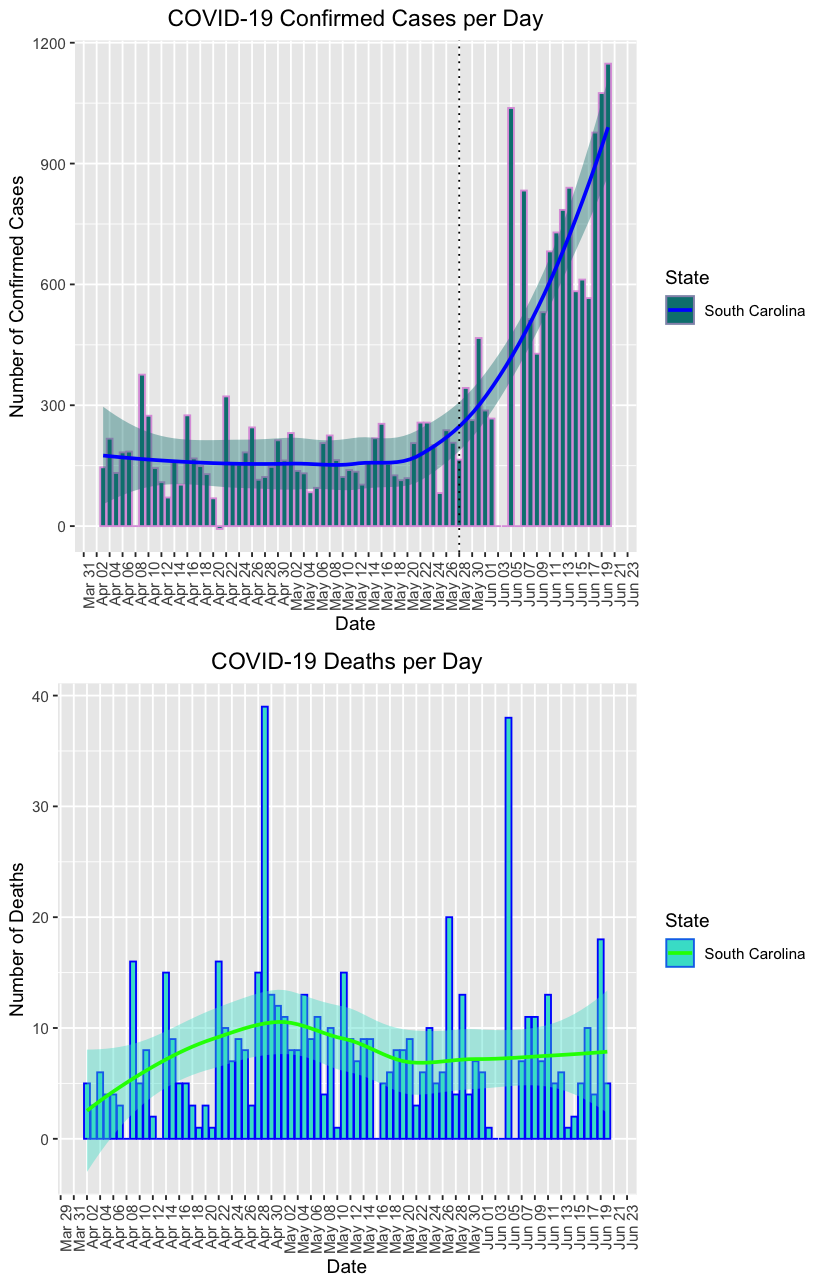 COVID-19 Confirmed Cases per Day
Number of Confirmed Cases
1200
900
600
300
0
Mar 31
Apr 02
Apr 04
Apr 06
Apr 08
Apr 10
Apr 12
Apr 14
Apr 16
Apr 18
Apr 20
Apr 22
Apr 24
Apr 26
Apr 28
Apr 30
May 02
May 04
May 06
May 08
May 10
May 12
May 14
May 16
May 18
May 20
May 22
May 24
May 26
May 28
May 30
Jun 01
Jun 03
Jun 05
Jun 07
Jun 09
Jun 11
Jun 13
Jun 15
Jun 17
Jun 19
Jun 21
Jun 23
Date
State
South Carolina
COVID-19 Deaths per Day
Number of Deaths
40
30
20
10
0
Mar 29
Mar 31
Apr 02
Apr 04
Apr 06
Apr 08
Apr 10
Apr 12
Apr 14
Apr 16
Apr 18
Apr 20
Apr 22
Apr 24
Apr 26
Apr 28
Apr 30
May 02
May 04
May 06
May 08
May 10
May 12
May 14
May 16
May 18
May 20
May 22
May 24
May 26
May 28
May 30
Jun 01
Jun 03
Jun 05
Jun 07
Jun 09
Jun 11
Jun 13
Jun 15
Jun 17
Jun 19
Jun 21
Jun 23
Date
State
South Carolina